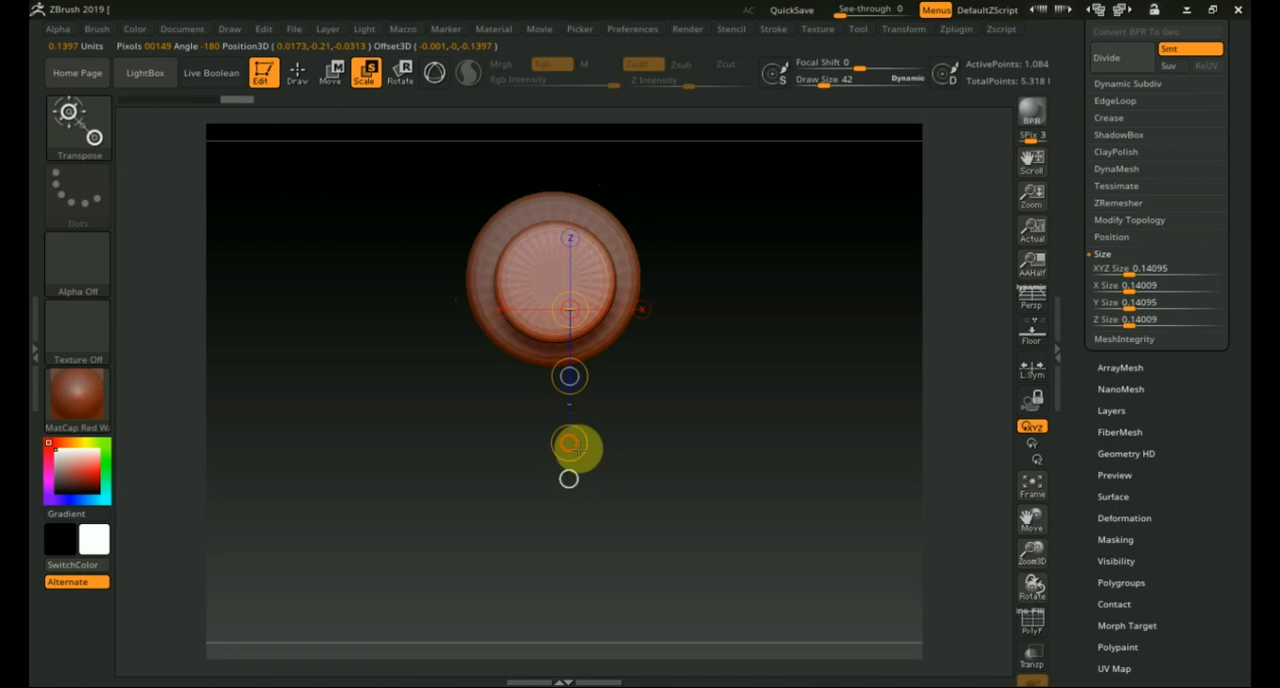 ZBrush 2019 [
AC QuickSave See-through 0 Menus DefaultZScript
Alpha Brush Color Document Draw Edit File Flicker Layer Light Macro Marker Material Movie Picker Preferences Render Stencil Stroke Texture Tool Transform Zplugin Zscript
0.1397 Units Pixols 00149 Angle -180 Position3D ( 0.0173,-0.21,-0.0313 ) Offset3D ( -0.001,-0,-0.1397 )
Home Page
LightBox
Live Boolean
Edit
Draw
Move
Scale
Rotate
Mrgb Rgb M
Rgb Intensity
Zadd Zsub Zcut
Z Intensity
S
Focal Shift 0
Draw Size 42 Dynamic
D
ActivePoints: 1.084
TotalPoints: 5.318
Transpose
Dots
Alpha Off
Texture Off
MatCap Red W
Gradient
SwitchColor
Alternate
Z
X
BPR
SPix 3
Scroll
Zoom
Actual
AAHalf
Dynamic
Persp
Floor
L.Sym
XYZ
Frame
Move
Zoom3D
Rotate
Line Fill
PolyF
Transp
Convert BPR To Geo
Divide
Smt
Suv ReUV
Dynamic Subdiv
EdgeLoop
Crease
ShadowBox
ClayPolish
DynaMesh
Tessimate
ZRemesher
Modify Topology
Position
Size
XYZ Size 0.14095
X Size 0.14009
Y Size 0.14095
Z Size 0.14009
MeshIntegrity
ArrayMesh
NanoMesh
Layers
FiberMesh
Geometry HD
Preview
Surface
Deformation
Masking
Visibility
Polygroups
Contact
Morph Target
Polypaint
UV Map